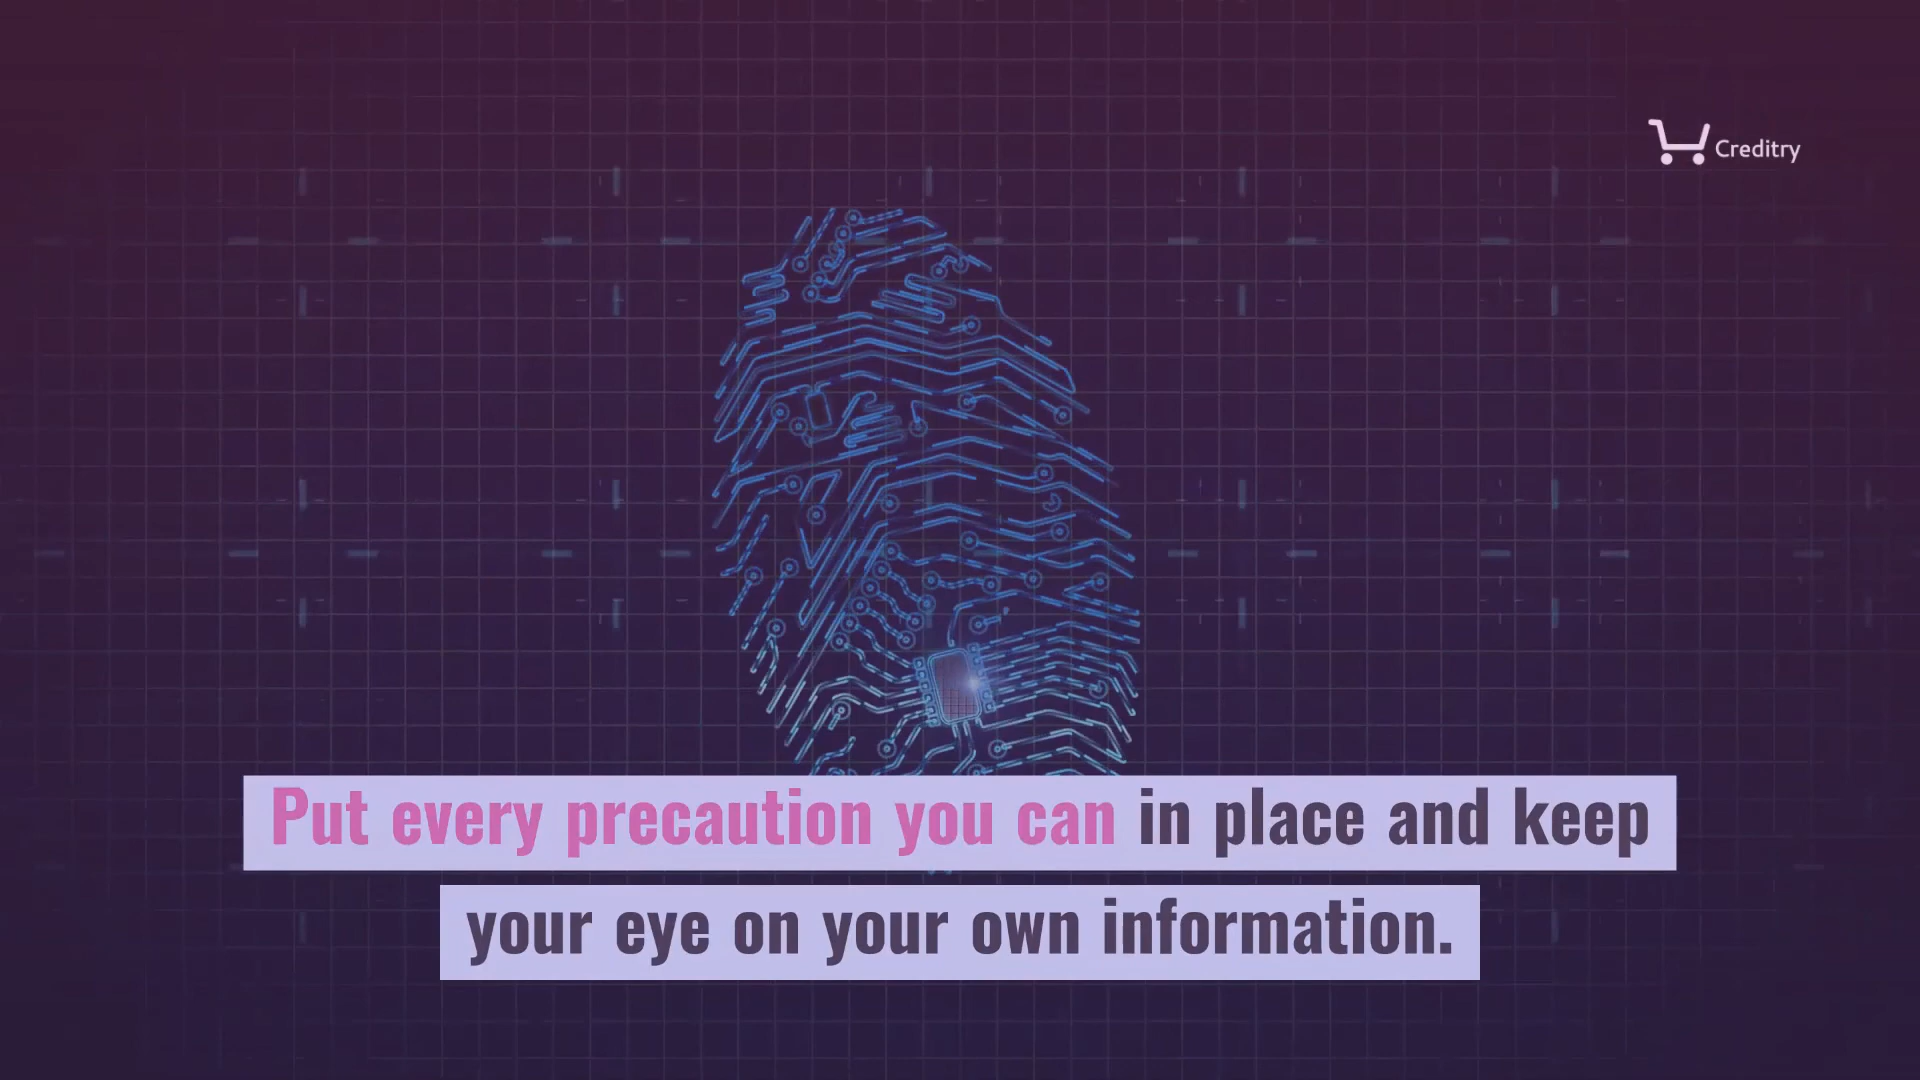 Creditry
Put every precaution you can in place and keep
your eye on your own information.